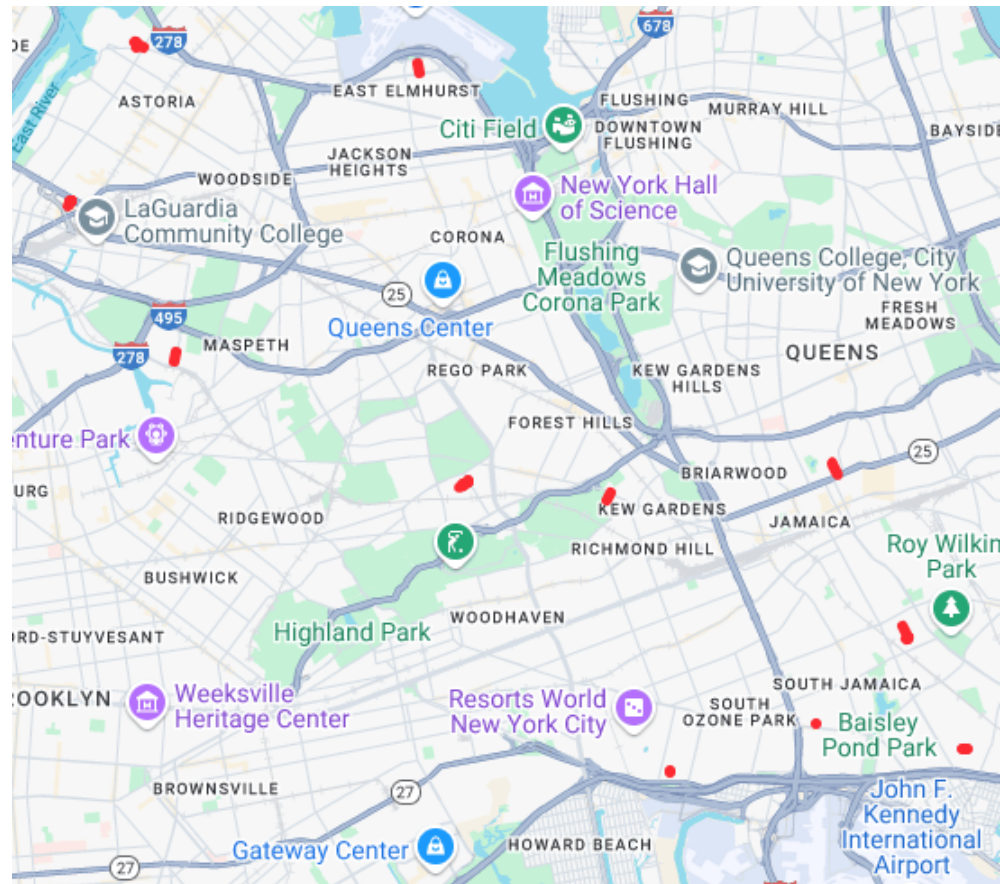 DE
278
678
ASTORIA
EAST ELMHURST
FLUSHING
MURRAY HILL
East River
Citi Field
DOWNTOWN
FLUSHING
BAYSIDE
JACKSON
HEIGHTS
WOODSIDE
New York Hall
of Science
LaGuardia
Community College
CORONA
Flushing
Meadows
Corona Park
Queens College, City
University of New York
25
FRESH
MEADOWS
495
Queens Center
278
MASPETH
QUEENS
REGO PARK
KEW GARDENS
HILLS
FOREST HILLS
enture Park
25
BRIARWOOD
URG
RIDGEWOOD
KEW GARDENS
JAMAICA
RICHMOND HILL
Roy Wilkin
Park
BUSHWICK
WOODHAVEN
ORD-STUYVESANT
Highland Park
SOUTH JAMAICA
ROOKLYN
Weeksville
Heritage Center
Resorts World
New York City
SOUTH
OZONE PARK
Baisley
Pond Park
BROWNSVILLE
27
John F.
Kennedy
International
Airport
Gateway Center
HOWARD BEACH
27